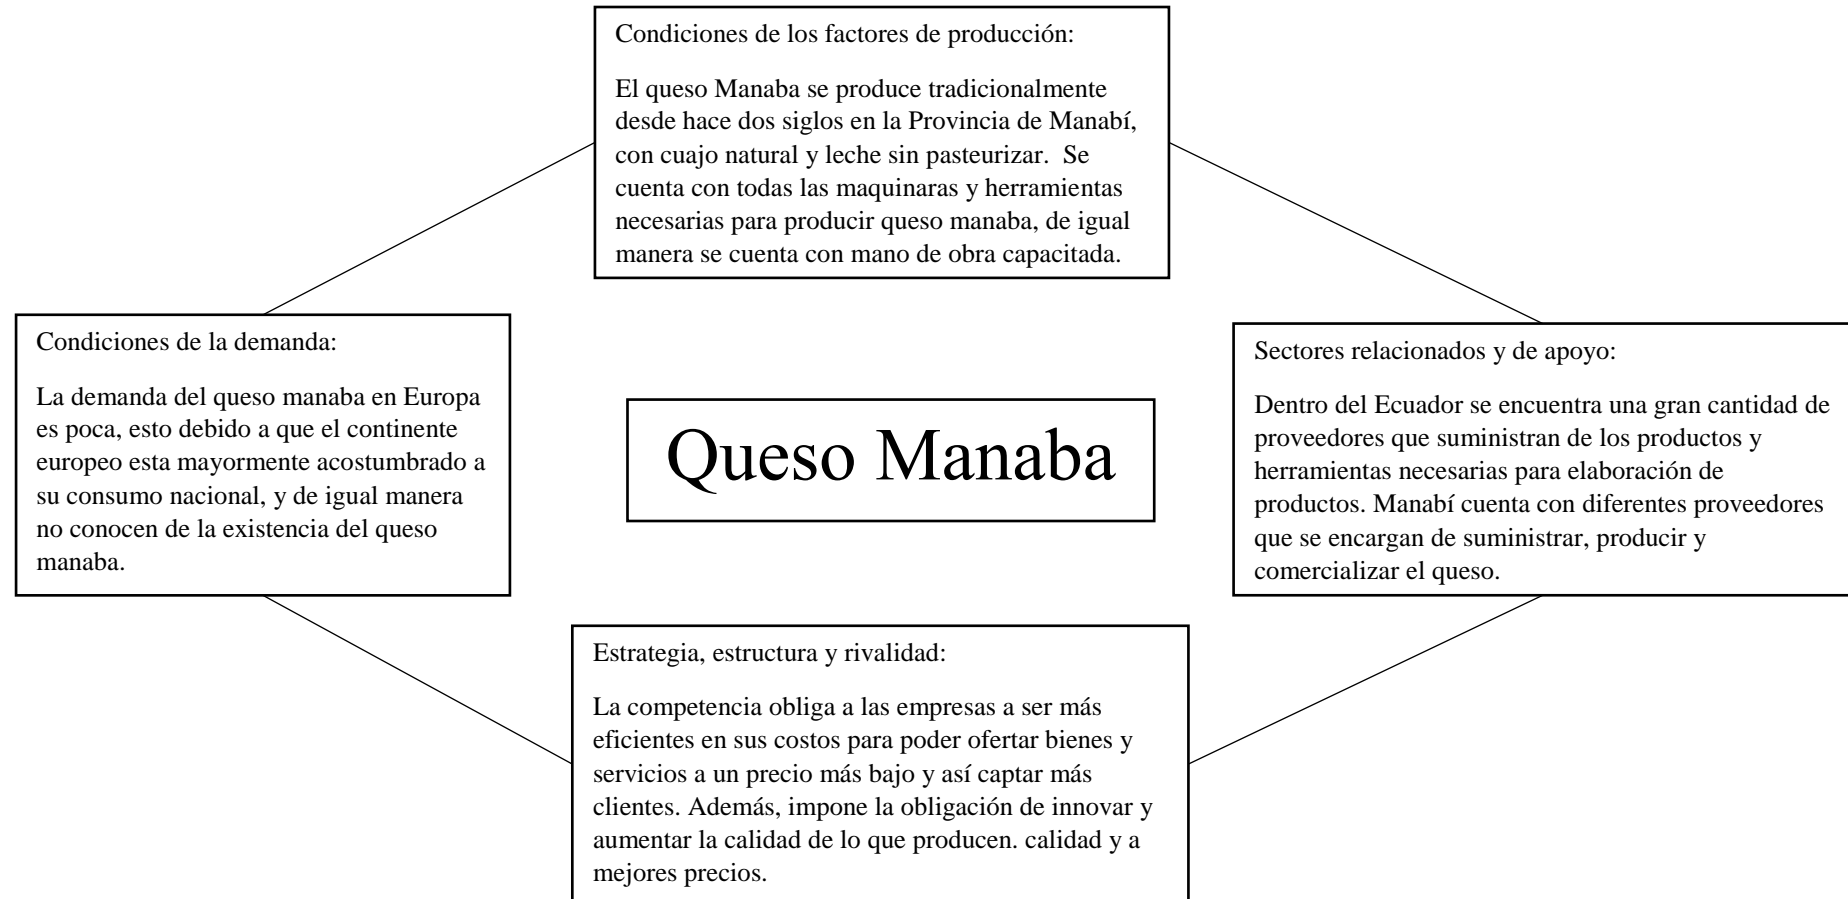 Condiciones de los factores de producción:
El queso Manaba se produce tradicionalmente
desde hace dos siglos en la Provincia de Manabí,
con cuajo natural y leche sin pasteurizar.  Se
cuenta con todas las maquinaras y herramientas
necesarias para producir queso manaba, de igual
manera se cuenta con mano de obra capacitada.
Condiciones de la demanda:
La demanda del queso manaba en Europa
es poca, esto debido a que el continente
europeo esta mayormente acostumbrado a
su consumo nacional, y de igual manera
no conocen de la existencia del queso
manaba.
Queso Manaba
Sectores relacionados y de apoyo:
Dentro del Ecuador se encuentra una gran cantidad de
proveedores que suministran de los productos y
herramientas necesarias para elaboración de
productos. Manabí cuenta con diferentes proveedores
que se encargan de suministrar, producir y
comercializar el queso.
Estrategia, estructura y rivalidad:
La competencia obliga a las empresas a ser más
eficientes en sus costos para poder ofertar bienes y
servicios a un precio más bajo y así captar más
clientes. Además, impone la obligación de innovar y
aumentar la calidad de lo que producen. calidad y a
mejores precios.